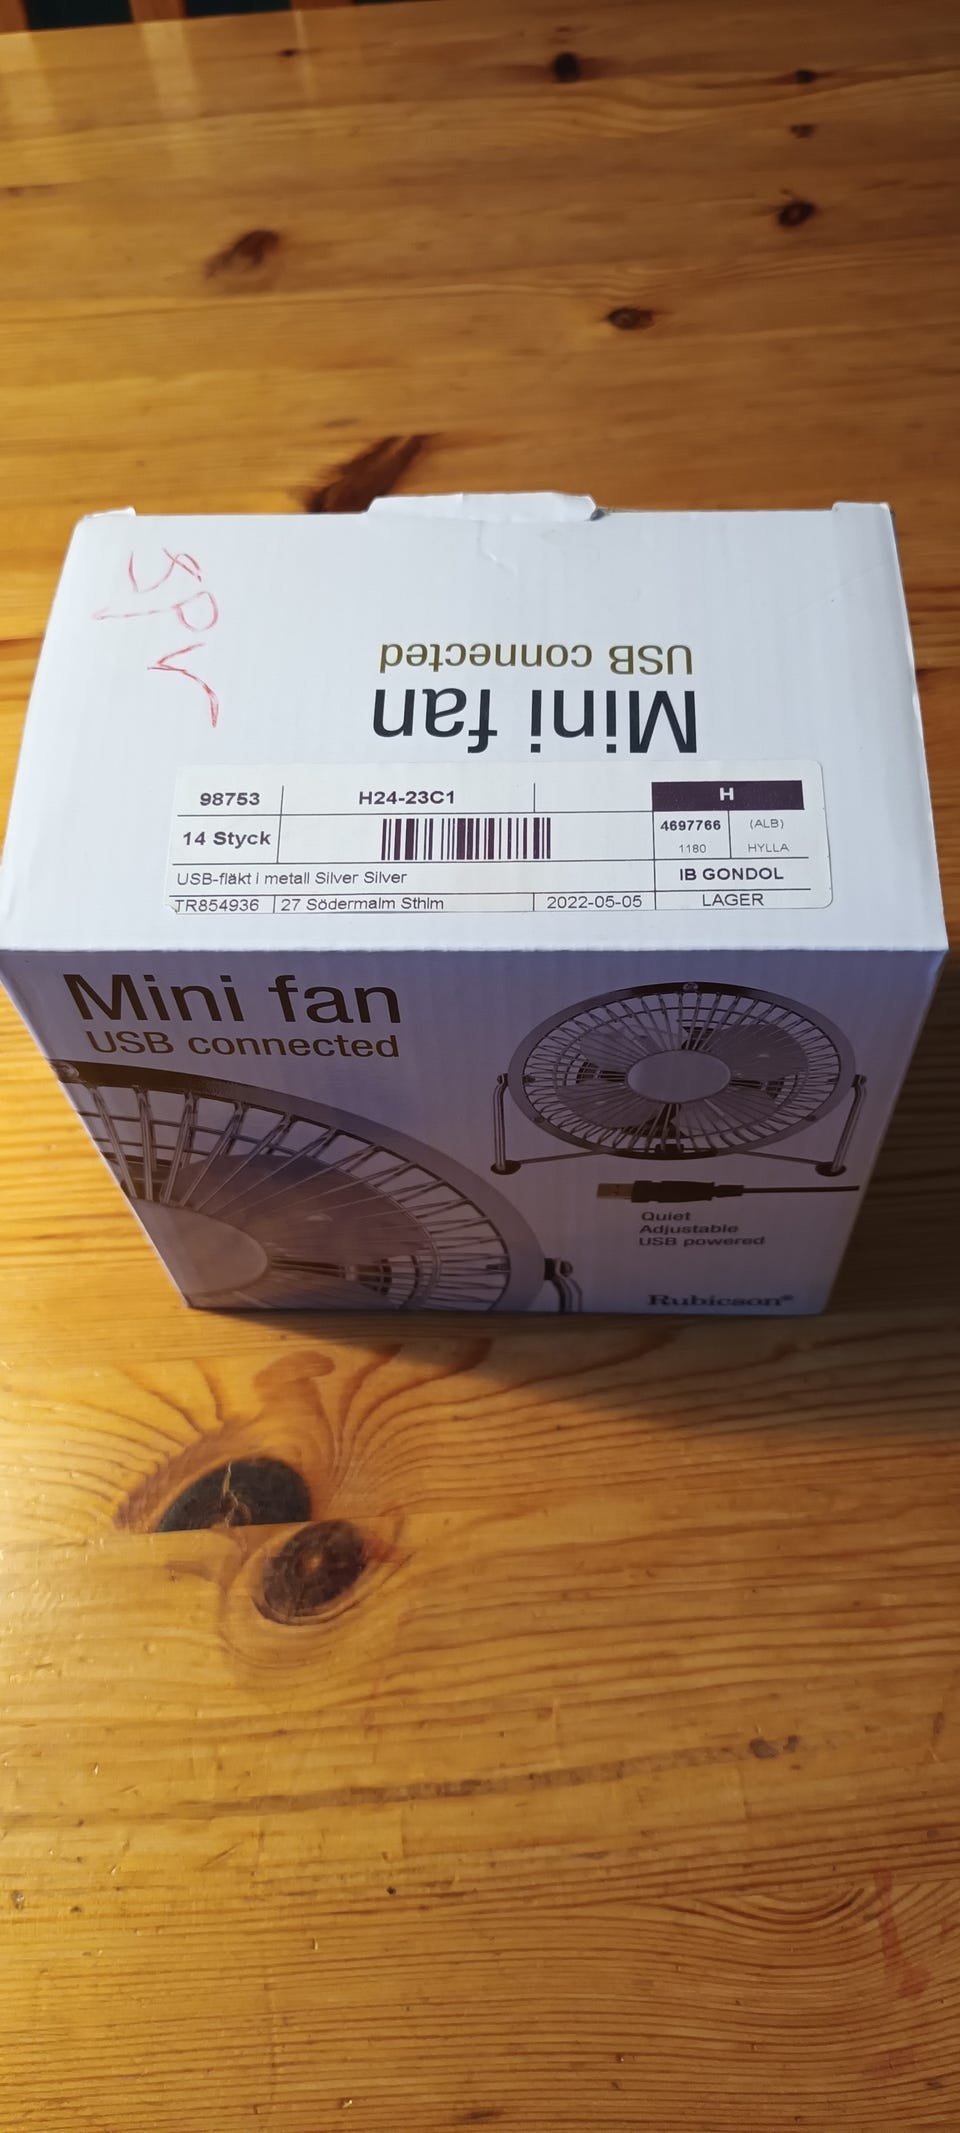 SPV
USB connected
Mini fan
98753 H24-23C1 H
14 Styck 4697766 (ALB)
1180 HYLLA
USB-fläkt i metall Silver Silver IB GONDOL
TR854936 27 Södermalm Sthlm 2022-05-05 LAGER
Mini fan
USB connected
Quiet
Adjustable
USB powered
Rubicson®